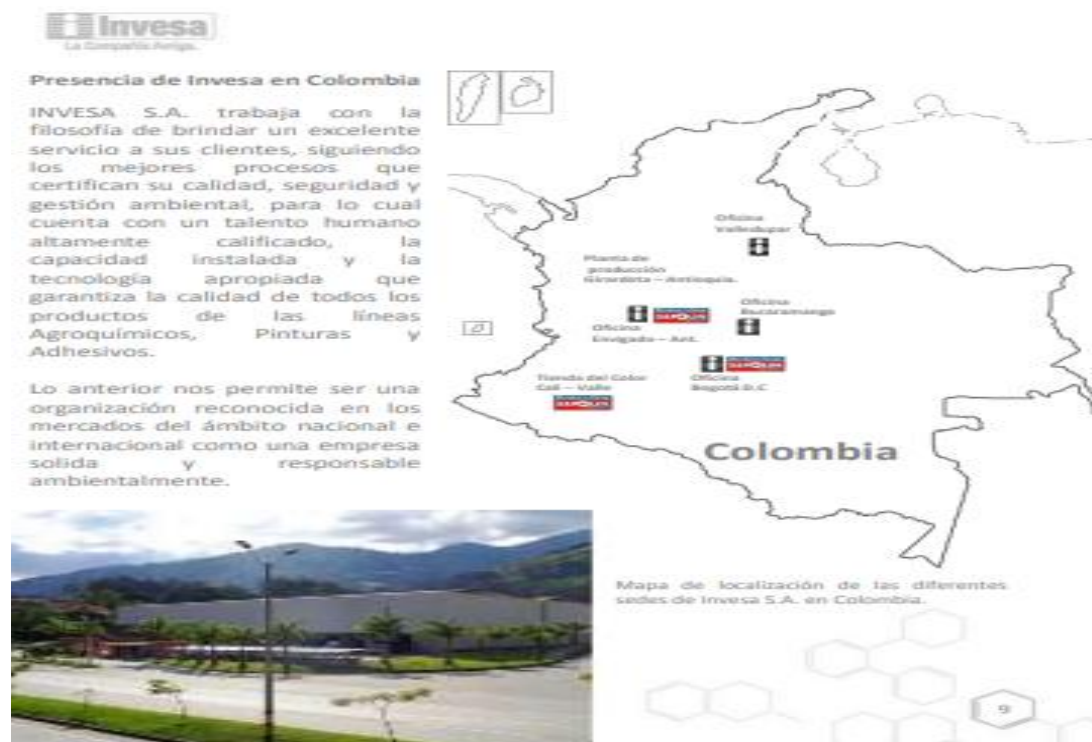 Invesa
La Compañía Amiga.
Presencia de Invesa en Colombia
INVESA S.A. trabaja con la
filosofía de brindar un excelente
servicio a sus clientes, siguiendo
los mejores procesos que
certifican su calidad, seguridad y
gestión ambiental, para lo cual
cuenta con un talento humano
altamente calificado, la
capacidad instalada y la
tecnología apropiada que
garantiza la calidad de todos los
productos de las líneas
Agroquímicos, Pinturas y
Adhesivos.
Lo anterior nos permite ser una
organización reconocida en los
mercados del ámbito nacional e
internacional como una empresa
solida y responsable
ambientalmente.
Oficina
Valledupar
Planta de
producción
Girardota – Antioquia.
Oficina
Envigado – Ant.
Oficina
Bucaramanga
Tienda del Color
Cali – Valle
Oficina
Bogotá D.C
Colombia
Mapa de localización de las diferentes
sedes de Invesa S.A. en Colombia.
9